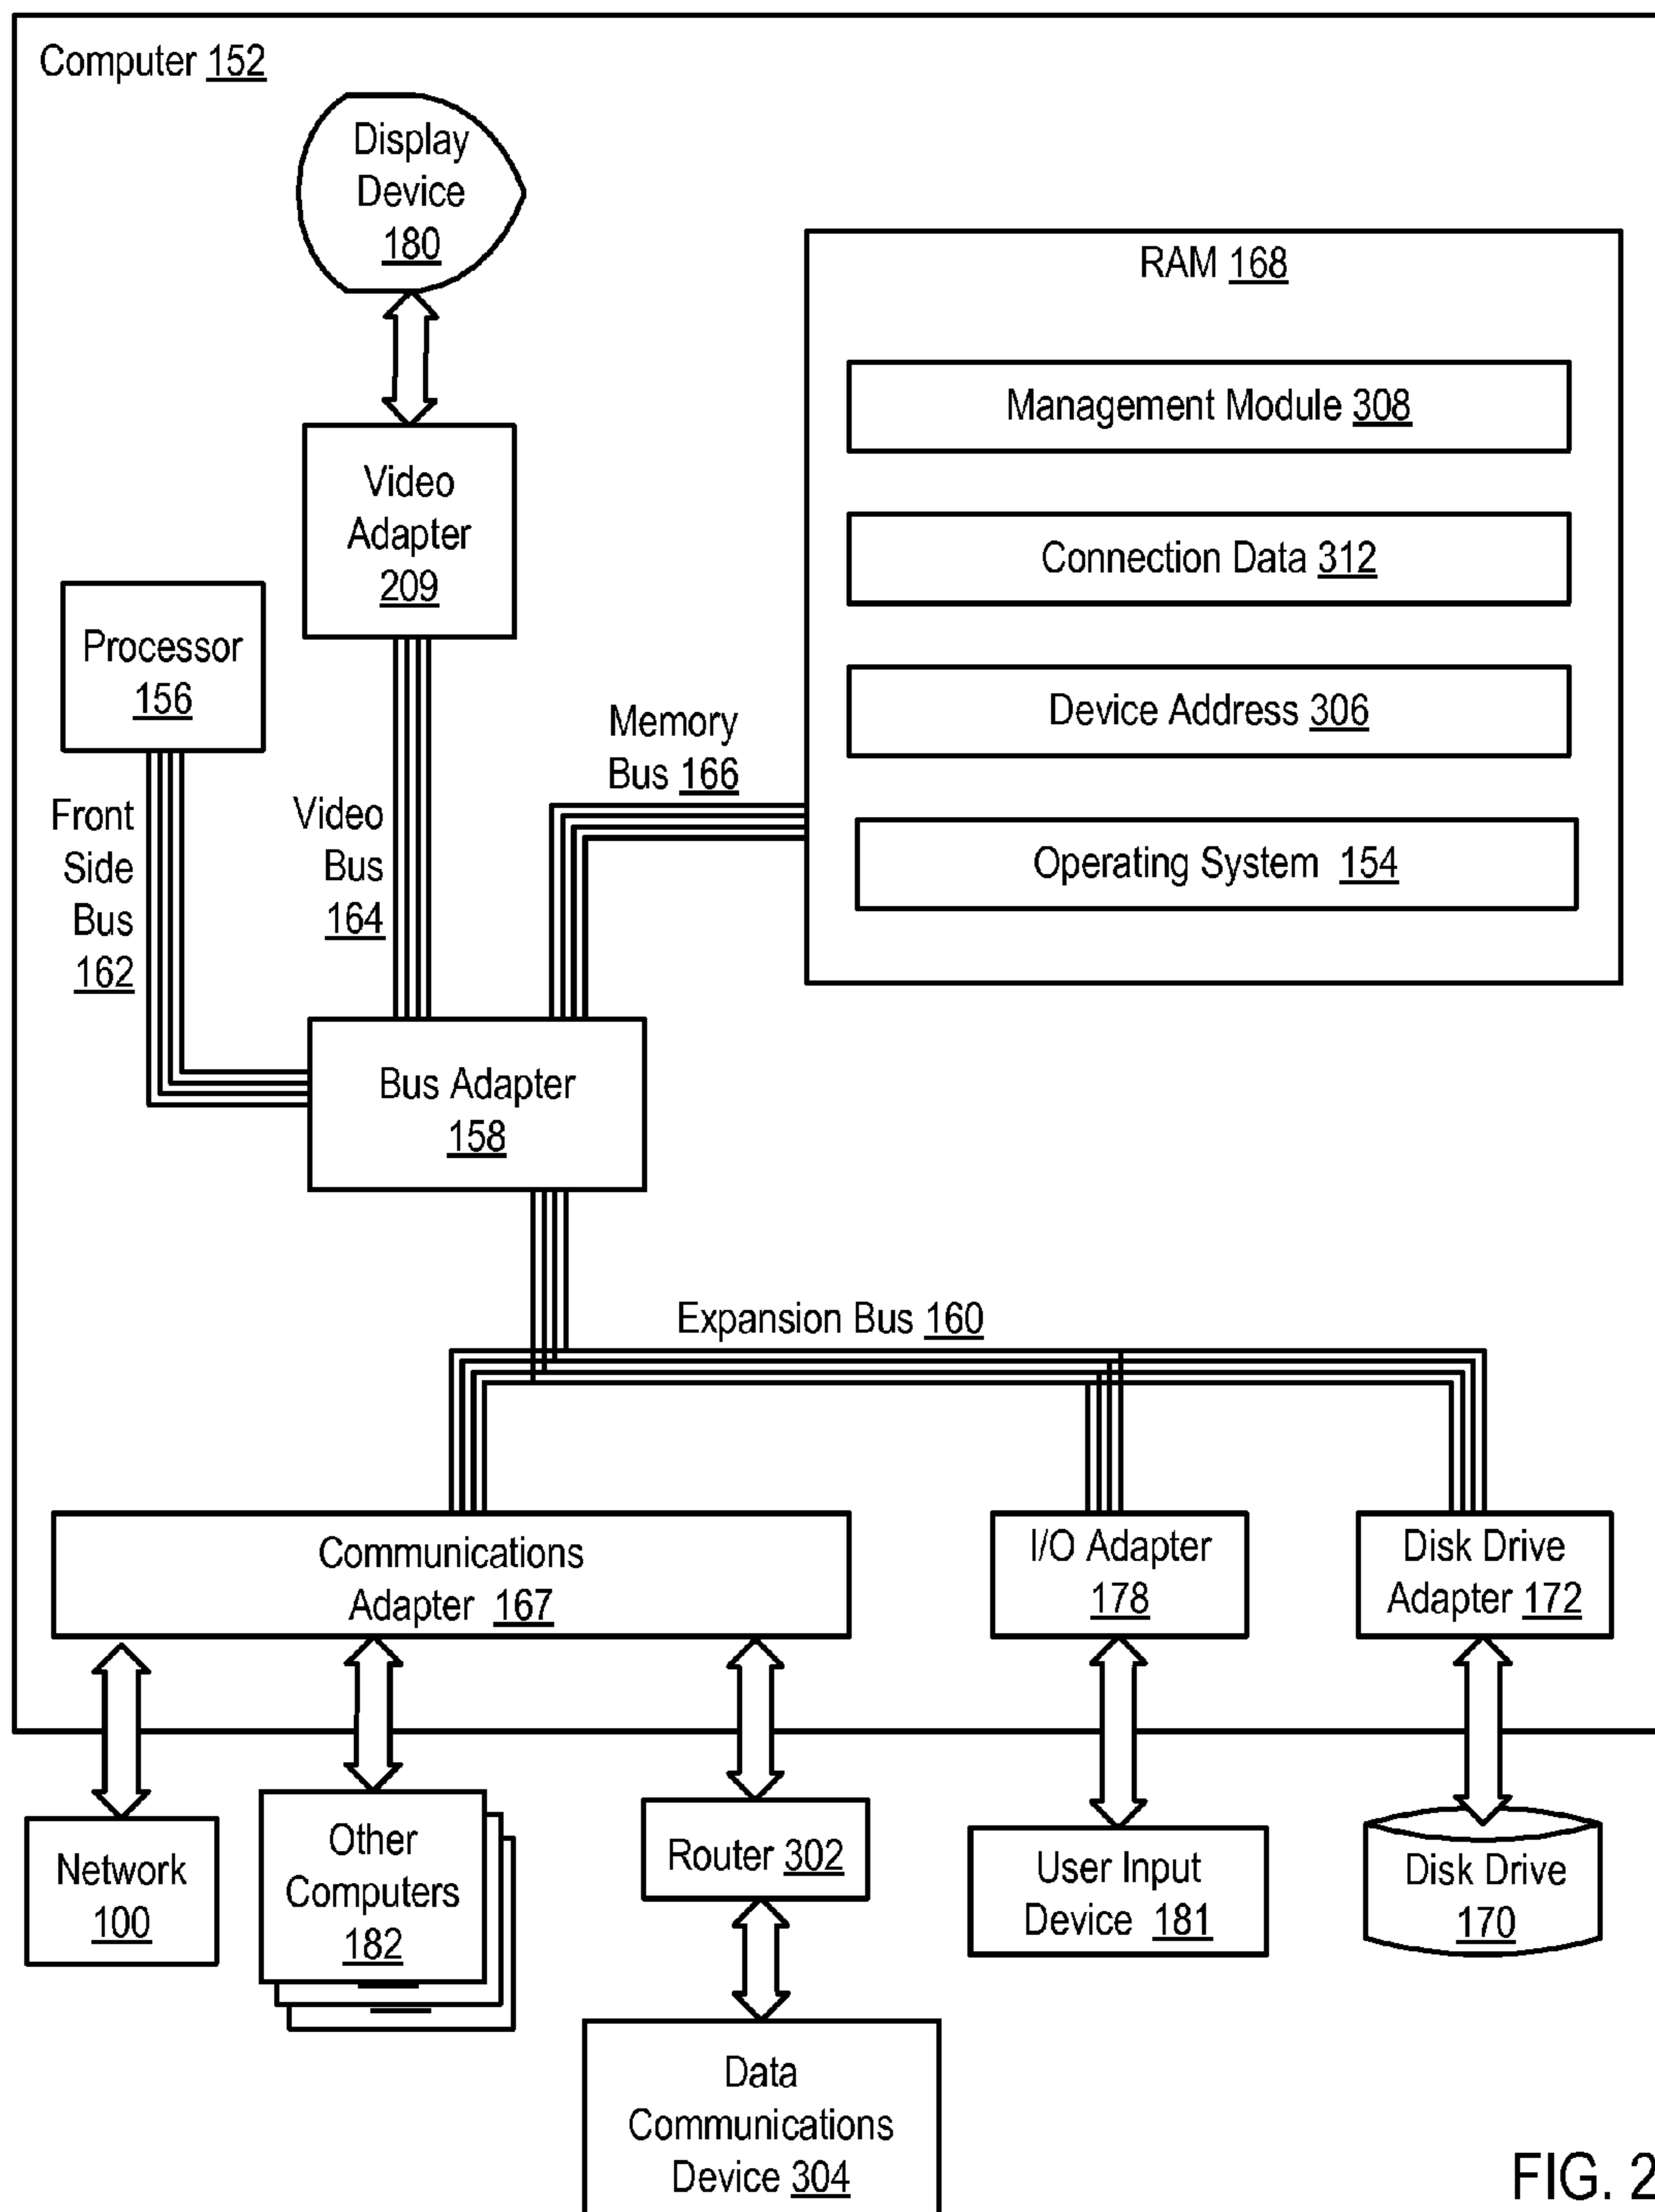 Computer 152
Display
Device
180
RAM 168
Management Module 308
Video
Adapter
209
Connection Data 312
Processor
156
Device Address 306
Memory
Bus 166
Front
Side
Bus
162
Video
Bus
164
Operating System 154
Bus Adapter
158
Expansion Bus 160
Communications
Adapter 167
I/O Adapter
178
Disk Drive
Adapter 172
Network
100
Other
Computers
182
Router 302
User Input
Device 181
Disk Drive
170
Data
Communications
Device 304
FIG. 2